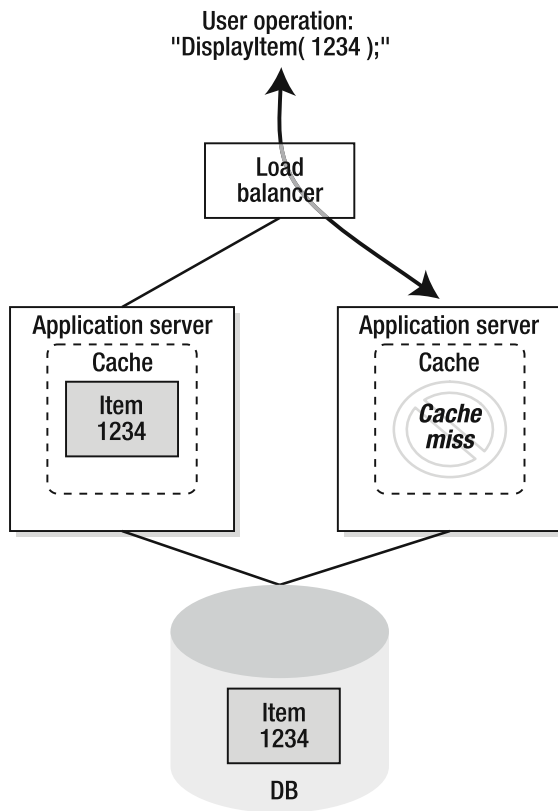 User operation:
"DisplayItem( 1234 );"
Load
balancer
Application server
Cache
Item
1234
Application server
Cache
Cache
miss
Item
1234
DB